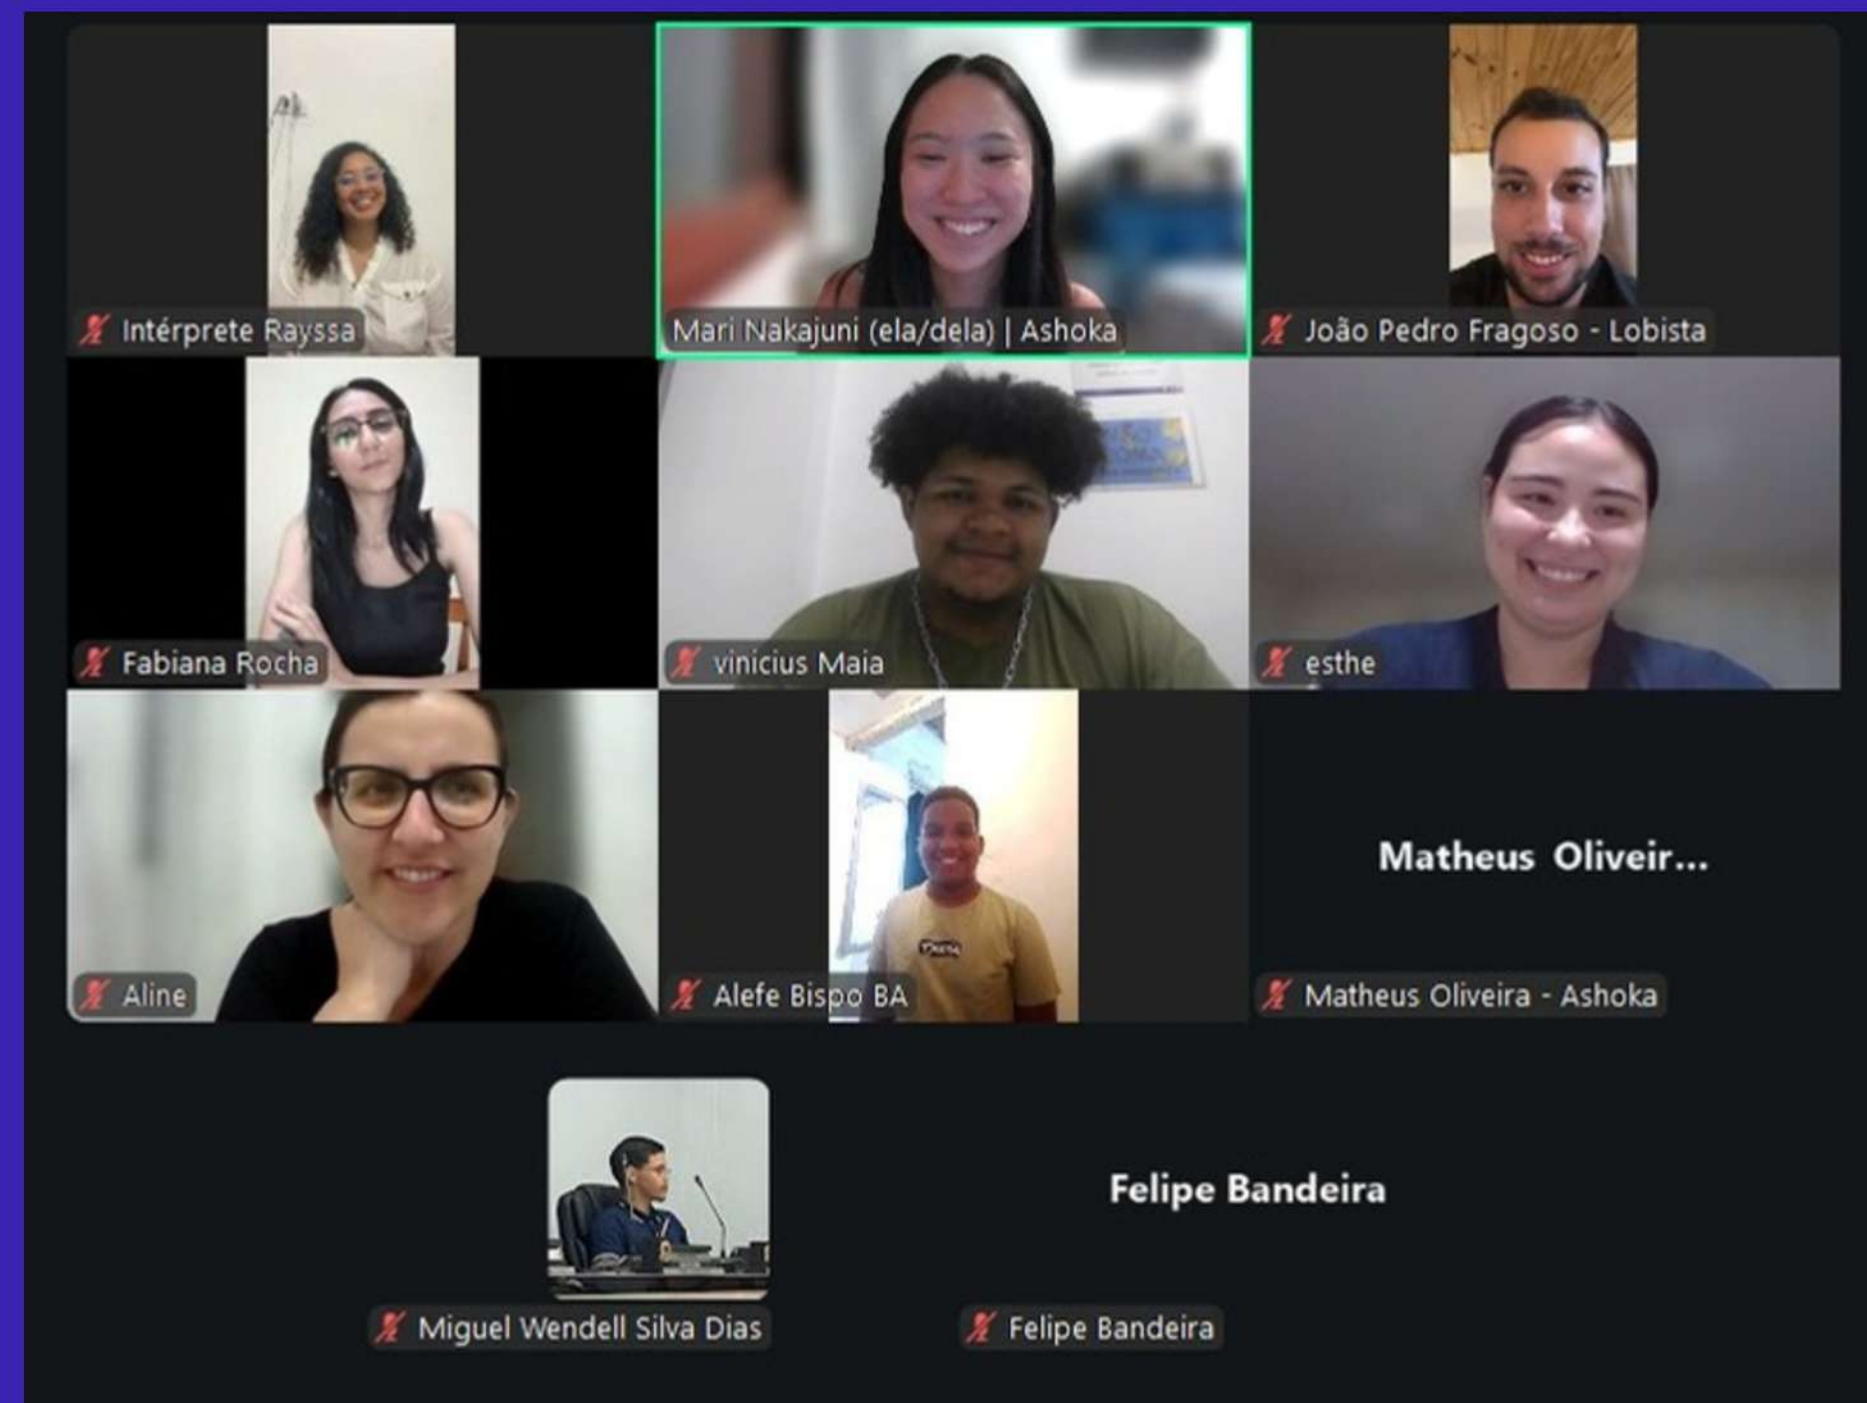 Intérprete Rayssa
Mari Nakajuni (ela/dela) | Ashoka
João Pedro Fragoso - Lobista
Fabiana Rocha
vinicius Maia
esthe
Aline
Alefe Bispo BA
Matheus Oliveir...
Matheus Oliveira - Ashoka
Felipe Bandeira
Miguel Wendell Silva Dias
Felipe Bandeira